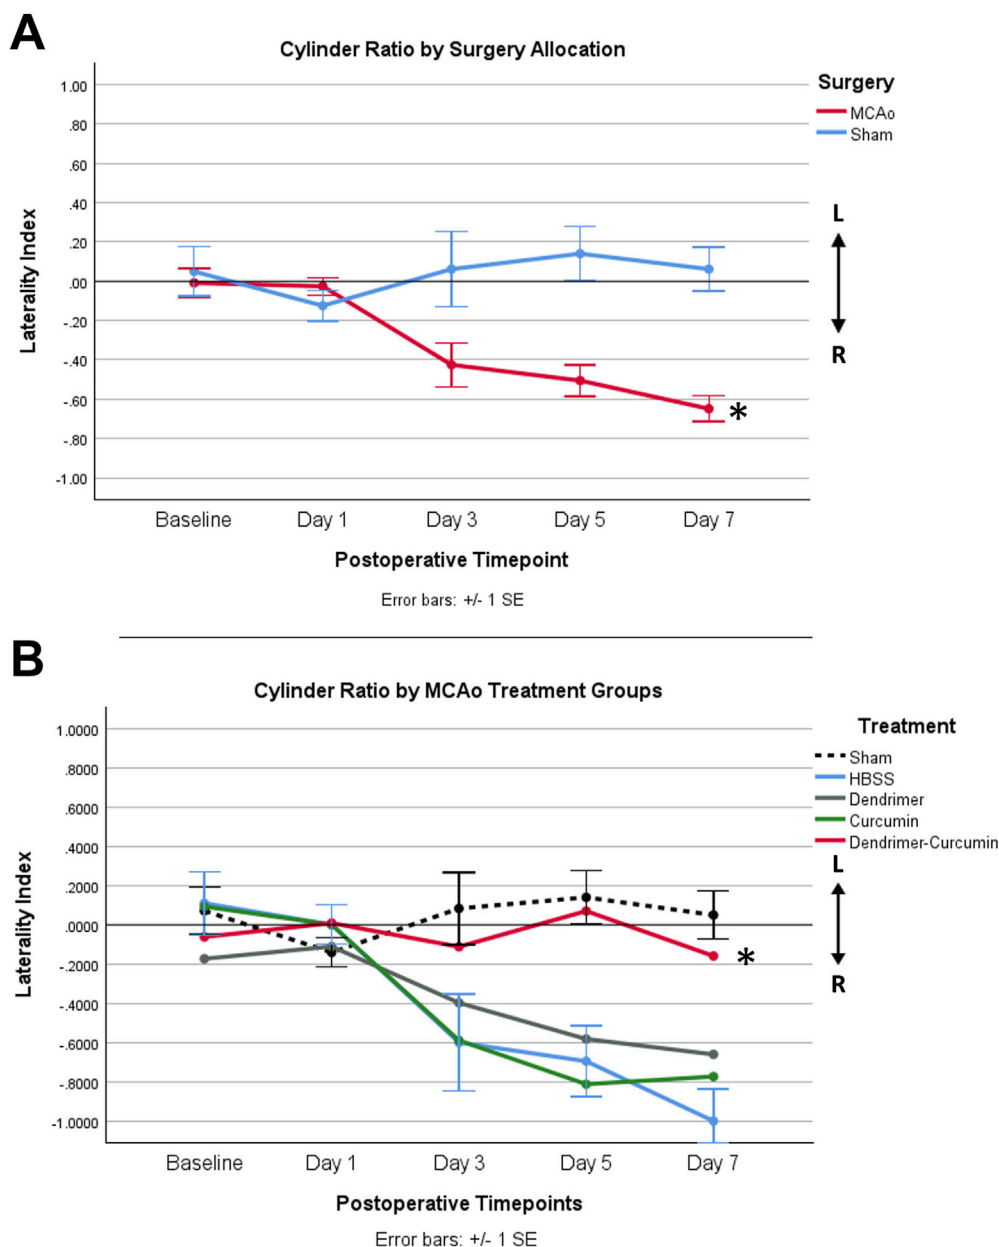 A
Cylinder Ratio by Surgery Allocation
Surgery
MCAo
Sham
1.00
.80
.60
.40
.20
.00
-.20
-.40
-.60
-.80
-1.00
Laterality Index
L
R
*
Baseline Day 1 Day 3 Day 5 Day 7
Postoperative Timepoint
Error bars: +/- 1 SE
B
Cylinder Ratio by MCAo Treatment Groups
Treatment
Sham
HBSS
Dendrimer
Curcumin
Dendrimer-Curcumin
1.0000
.8000
.6000
.4000
.2000
.0000
-.2000
-.4000
-.6000
-.8000
-1.0000
Laterality Index
L
R
*
Baseline Day 1 Day 3 Day 5 Day 7
Postoperative Timepoints
Error bars: +/- 1 SE